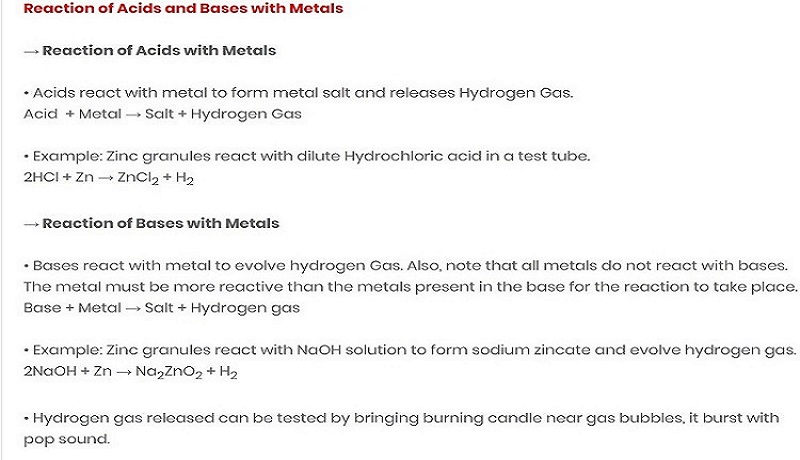 Reaction of Acids and Bases with Metals
→ Reaction of Acids with Metals
• Acids react with metal to form metal salt and releases Hydrogen Gas.
Acid + Metal → Salt + Hydrogen Gas
• Example: Zinc granules react with dilute Hydrochloric acid in a test tube.
2HCl + Zn → ZnCl₂ + H₂
→ Reaction of Bases with Metals
• Bases react with metal to evolve hydrogen Gas. Also, note that all metals do not react with bases.
The metal must be more reactive than the metals present in the base for the reaction to take place.
Base + Metal → Salt + Hydrogen gas
• Example: Zinc granules react with NaOH solution to form sodium zincate and evolve hydrogen gas.
2NaOH + Zn → Na₂ZnO₂ + H₂
• Hydrogen gas released can be tested by bringing burning candle near gas bubbles, it burst with
pop sound.